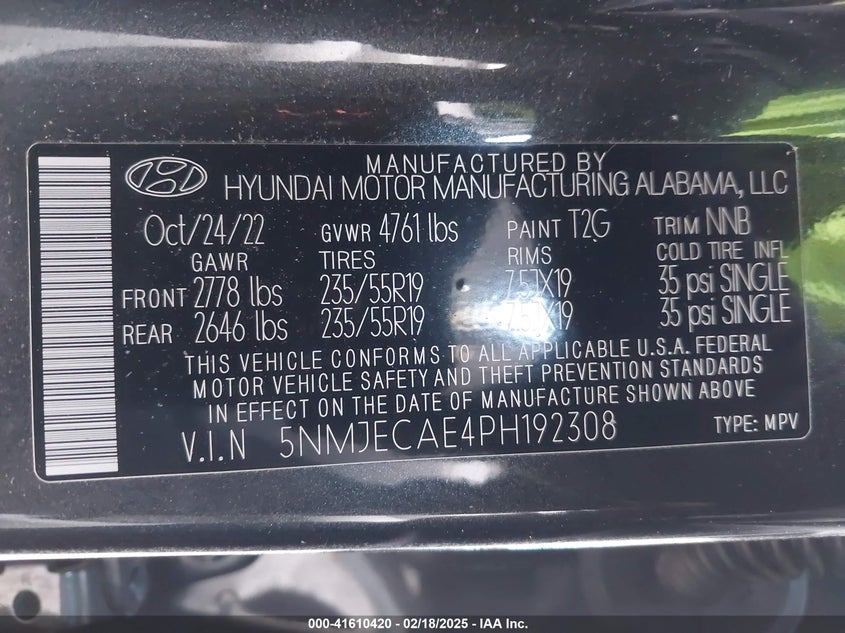 MANUFACTURED BY
HYUNDAI MOTOR MANUFACTURING ALABAMA, LLC
Oct/24/22 GVWR 4761 lbs PAINT T2G TRIM NNB
GAWR TIRES RIMS COLD TIRE INFL
FRONT 2778 lbs 235/55R19 7.5JX19 35 psi SINGLE
REAR 2646 lbs 235/55R19 7.5JX19 35 psi SINGLE
THIS VEHICLE CONFORMS TO ALL APPLICABLE U.S.A. FEDERAL
MOTOR VEHICLE SAFETY AND THEFT PREVENTION STANDARDS
IN EFFECT ON THE DATE OF MANUFACTURE SHOWN ABOVE
V.I.N 5NMJECAE4PH192308 TYPE: MPV
000-41610420 - 02/18/2025 - IAA Inc.